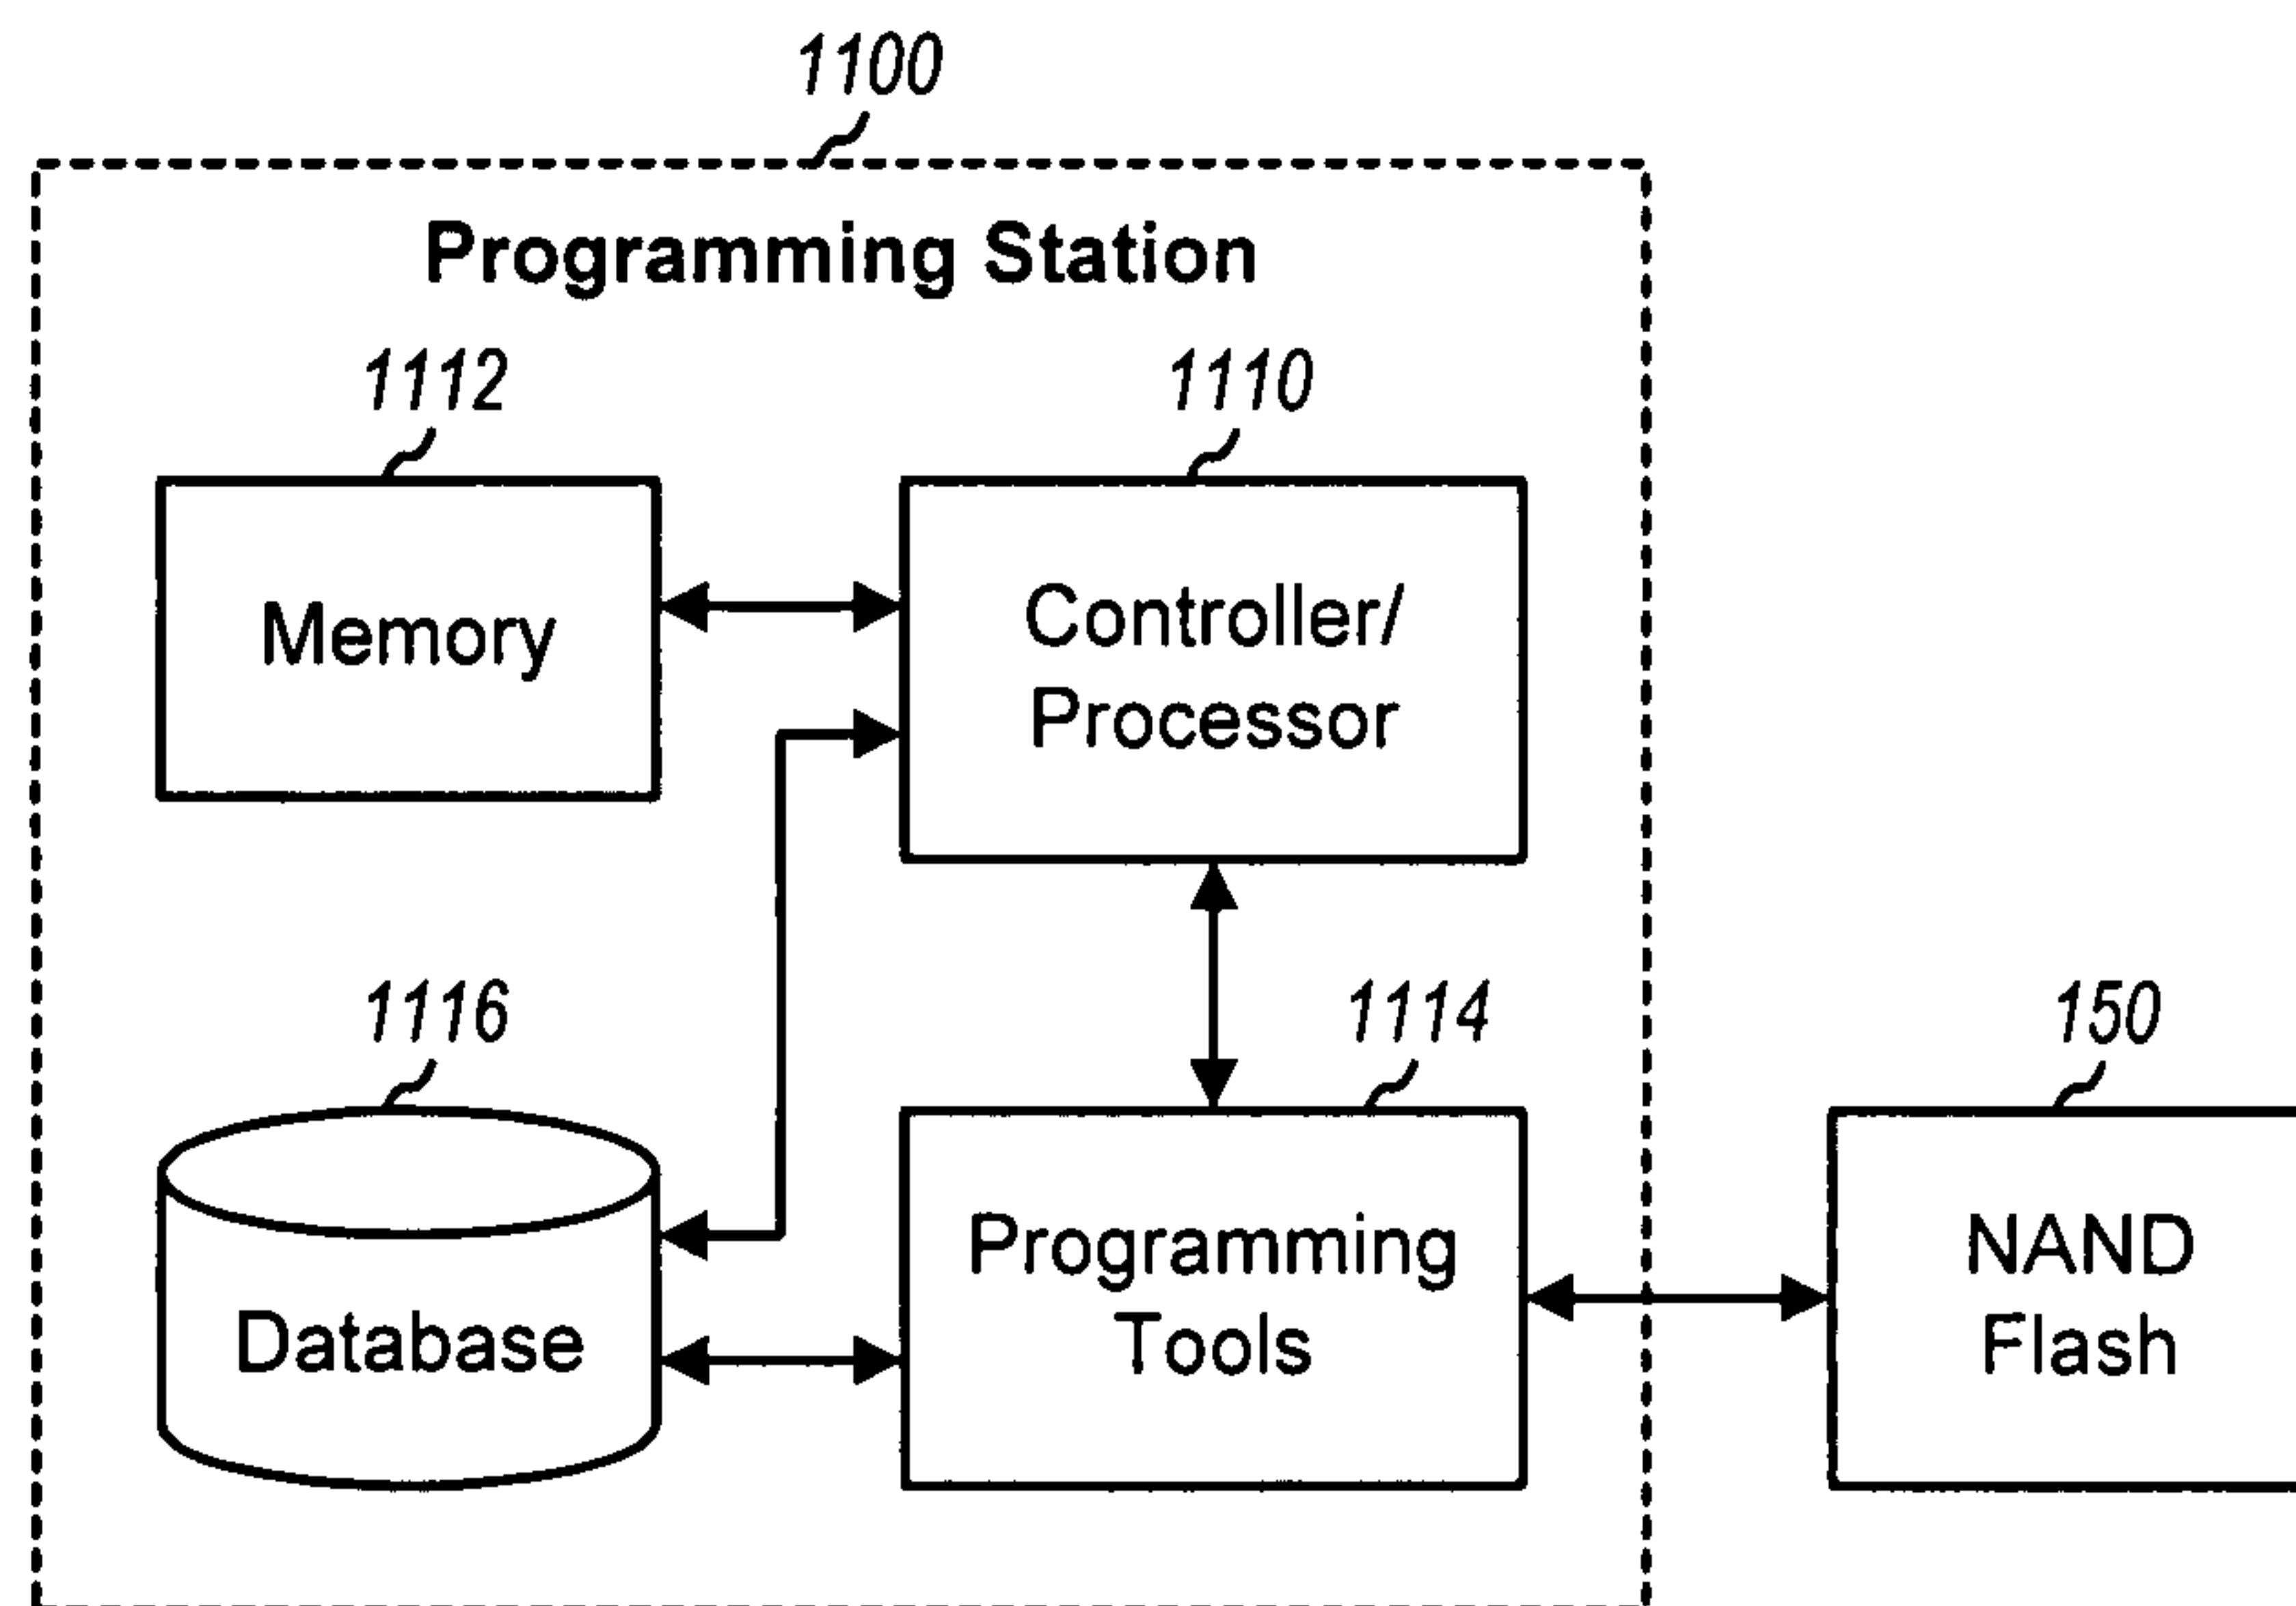 1100
Programming Station
1112
1110
Memory
Controller/
Processor
1116
1114
150
Database
Programming
Tools
NAND
Flash